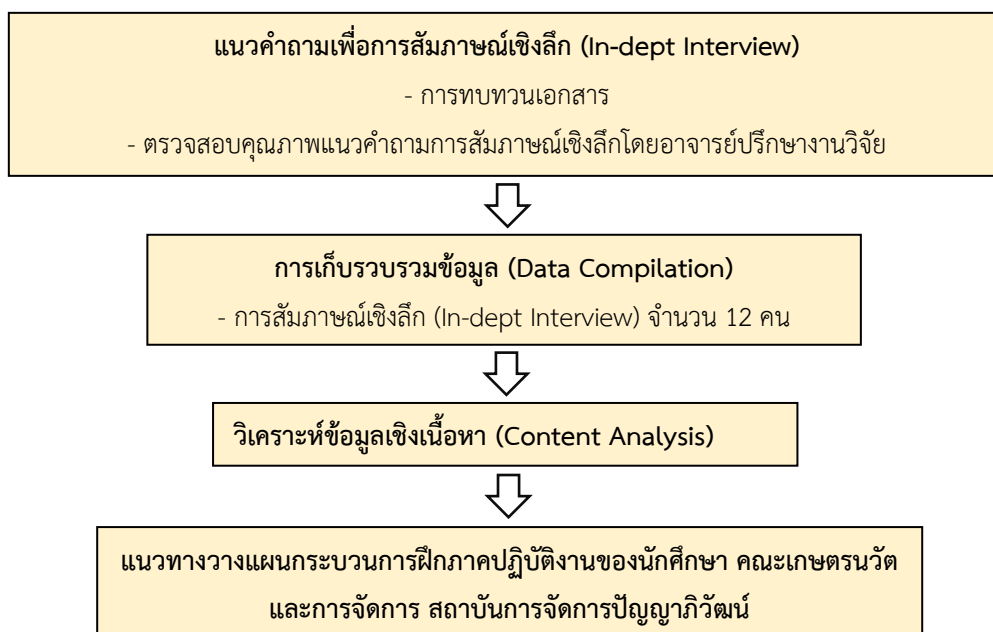 แนวคำถามเพื่อการสัมภาษณ์เชิงลึก (In-dept Interview)
- การทบทวนเอกสาร
- ตรวจสอบคุณภาพแนวคำถามการสัมภาษณ์เชิงลึกโดยอาจารย์ปรึกษางานวิจัย
การเก็บรวบรวมข้อมูล (Data Compilation)
- การสัมภาษณ์เชิงลึก (In-dept Interview) จำนวน 12 คน
วิเคราะห์ข้อมูลเชิงเนื้อหา (Content Analysis)
แนวทางวางแผนกระบวนการฝึกภาคปฏิบัติงานของนักศึกษา คณะเกษตรนวัต
และการจัดการ สถาบันการจัดการปัญญาภิวัฒน์